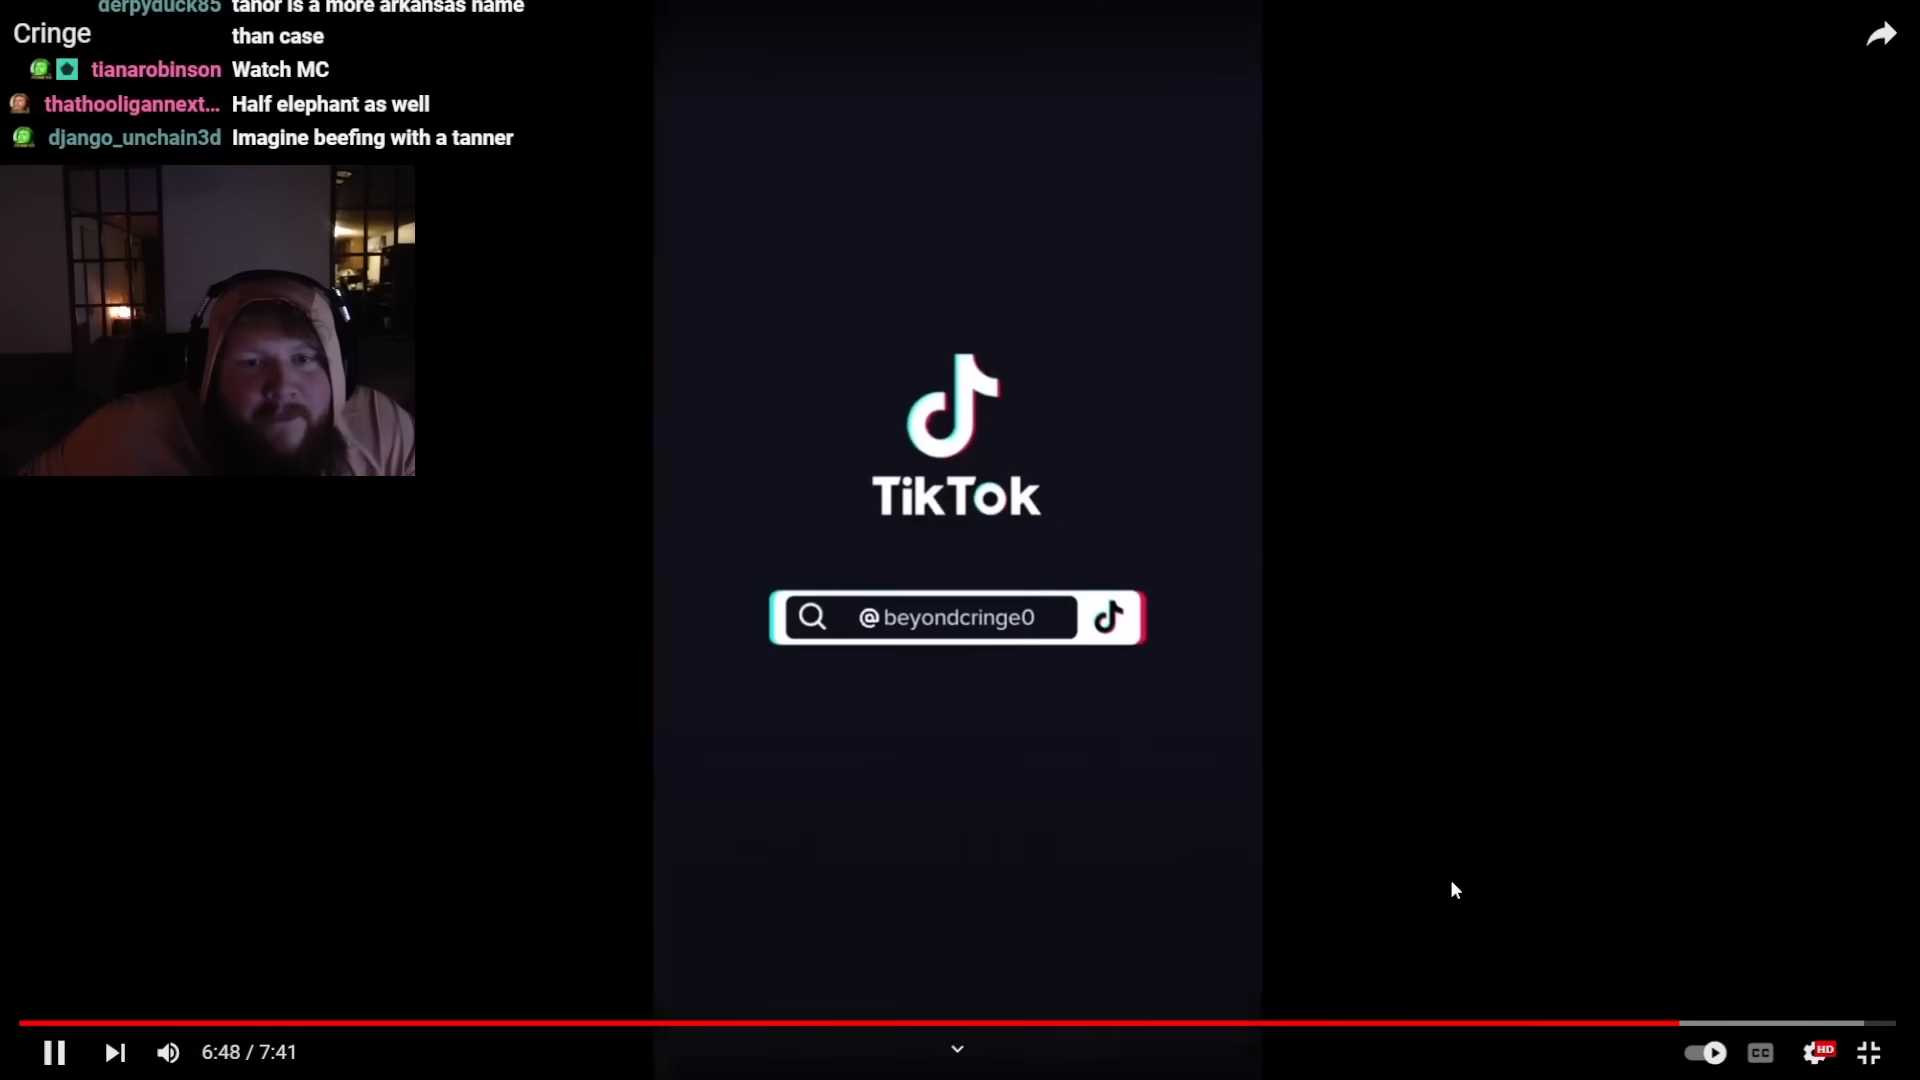 derpyduck85 tanor is a more arkansas name
Cringe
than case
tianarobinson Watch MC
thathooligannext... Half elephant as well
django_unchain3d Imagine beefing with a tanner
TikTok
@beyondcringe0
6:48 / 7:41
CC
HD